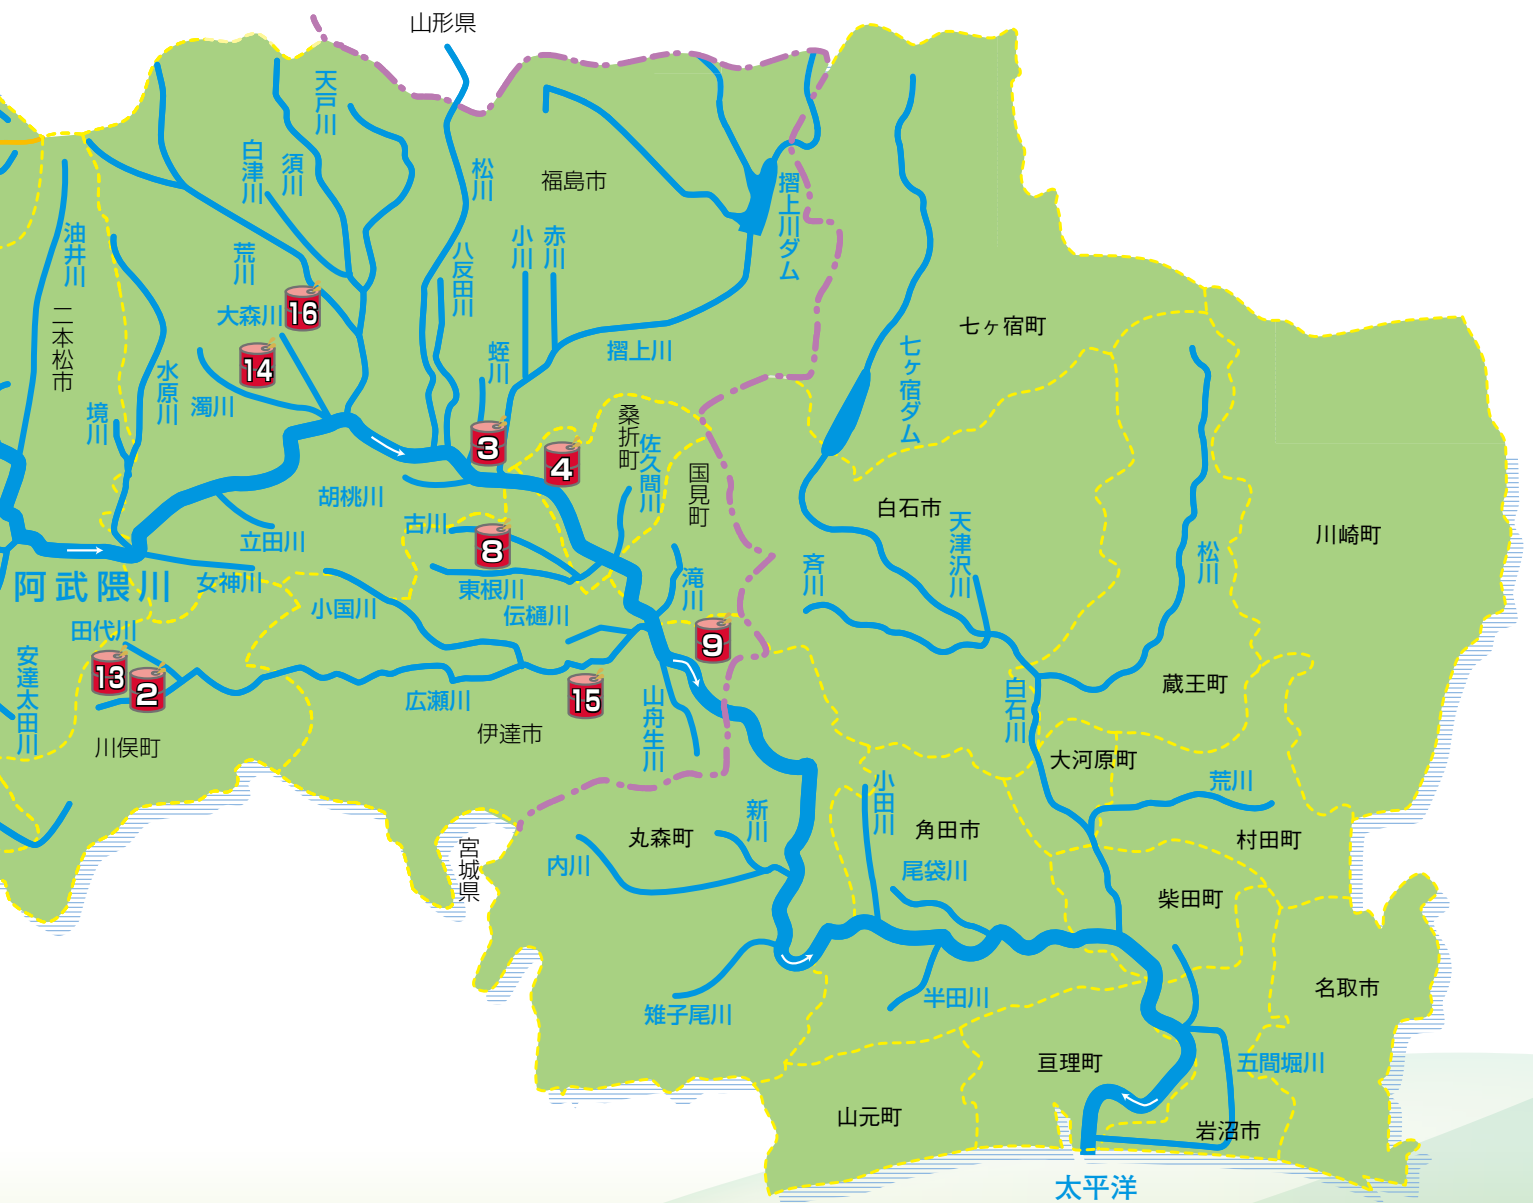 山形県
天戸川
白津川
須川
松川
福島市
摺上川ダム
油井川
荒川
八反田川
小川
赤川
二本松市
大森川
16
14
水原川
濁川
境川
蛭川
摺上川
七ヶ宿町
七ヶ宿ダム
桑折町
佐久間川
国見町
3
4
胡桃川
古川
8
白石市
天津沢川
川崎町
松川
立田川
女神川
阿武隈川
東根川
伝樋川
小国川
滝川
斉川
9
田代川
13
2
安達太田川
川俣町
広瀬川
伊達市
15
山舟生川
白石川
蔵王町
大河原町
荒川
村田町
小田川
新川
丸森町
角田市
尾袋川
内川
宮城県
柴田町
名取市
半田川
雉子尾川
亘理町
五間堀川
山元町
岩沼市
太平洋